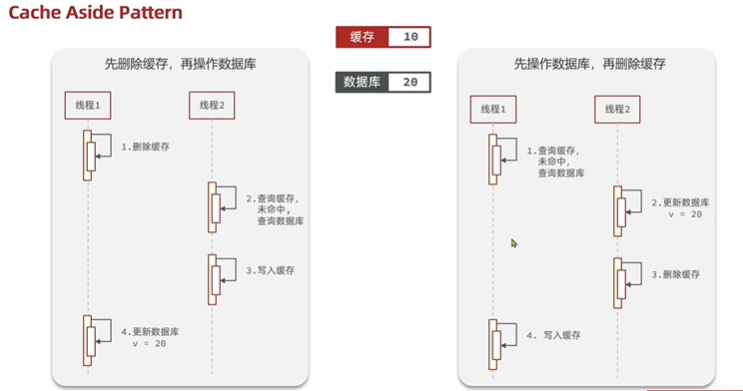 Cache Aside Pattern
缓存 10
数据库 20
先删除缓存，再操作数据库
线程1 线程2
1.删除缓存
2.查询缓存，
未命中，
查询数据库
3.写入缓存
4.更新数据库
v = 20
先操作数据库，再删除缓存
线程1 线程2
1.查询缓存，
未命中，
查询数据库
2.更新数据库
v = 20
3.删除缓存
4. 写入缓存